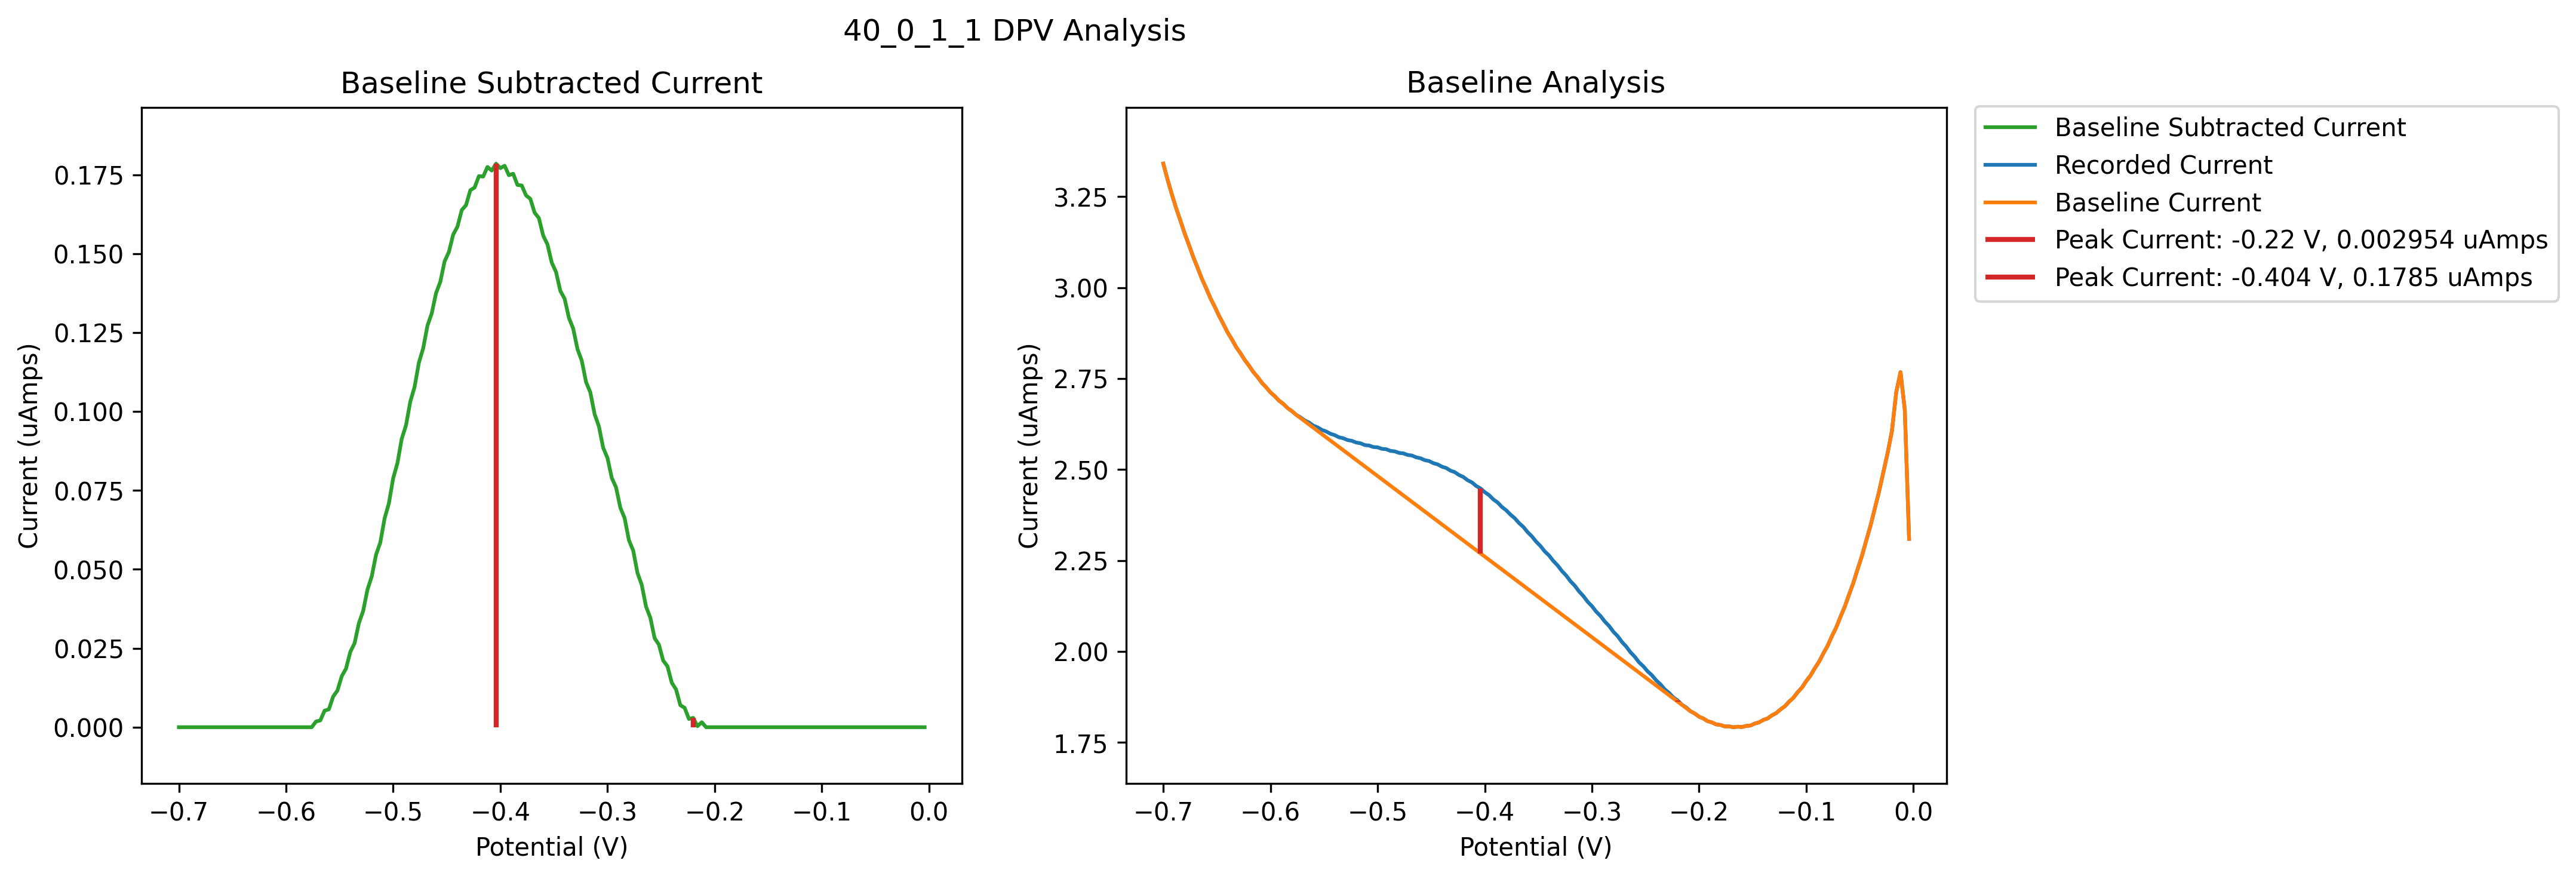 40_0_1_1 DPV Analysis
Baseline Subtracted Current
0.175
0.150
0.125
0.100
0.075
0.050
0.025
0.000
Current (uAmps)
−0.7 −0.6 −0.5 −0.4 −0.3 −0.2 −0.1 0.0
Potential (V)
Baseline Analysis
3.25
3.00
2.75
2.50
2.25
2.00
1.75
Current (uAmps)
−0.7 −0.6 −0.5 −0.4 −0.3 −0.2 −0.1 0.0
Potential (V)
Baseline Subtracted Current
Recorded Current
Baseline Current
Peak Current: -0.22 V, 0.002954 uAmps
Peak Current: -0.404 V, 0.1785 uAmps